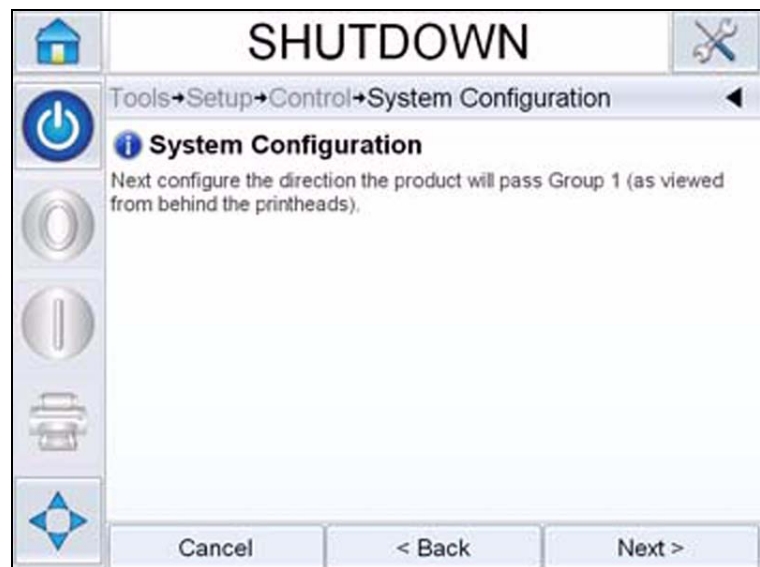 SHUTDOWN
Tools→Setup→Control→System Configuration
System Configuration
Next configure the direction the product will pass Group 1 (as viewed
from behind the printheads).
Cancel
< Back
Next >